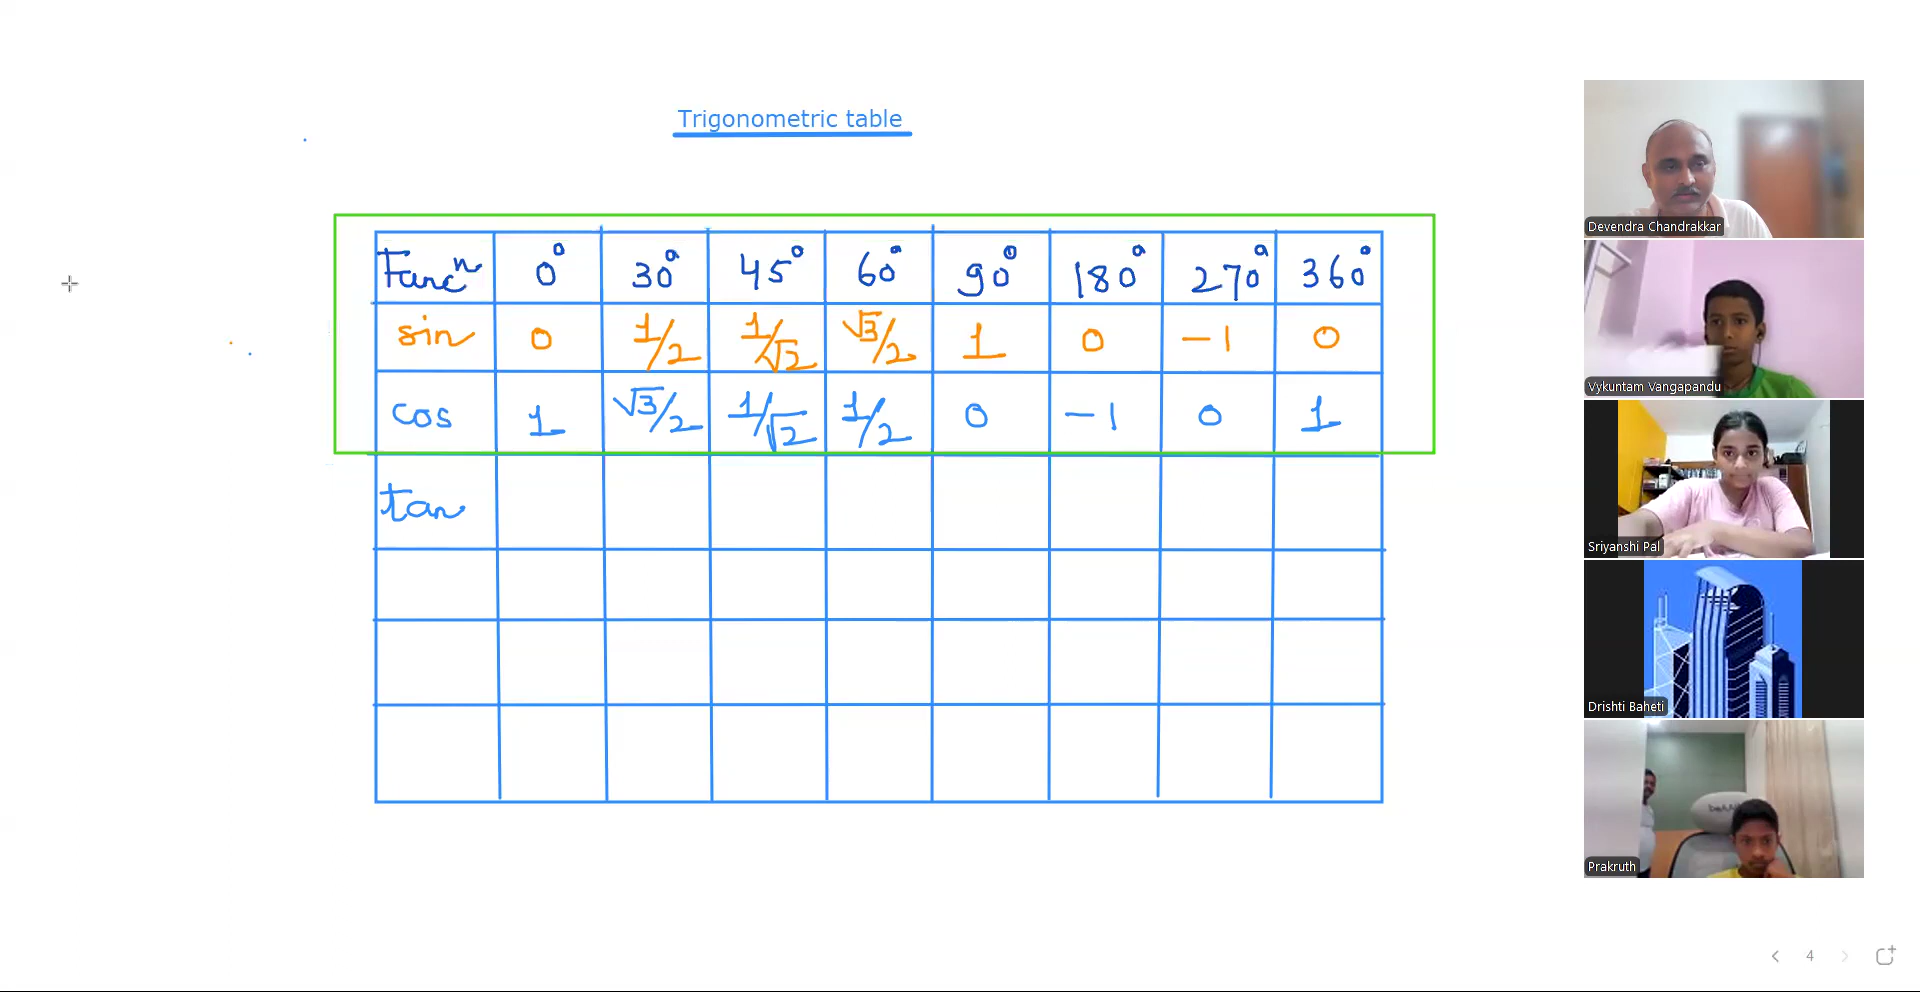 Trigonometric table
Funcⁿ 0° 30° 45° 60° 90° 180° 270° 360°
sin 0 1/2 1/√2 √3/2 1 0 -1 0
cos 1 √3/2 1/√2 1/2 0 -1 0 1
tan
Devendra Chandrakkar
Vykuntam Vangapandu
Sriyanshi Pal
Drishti Baheti
Prakruth
4